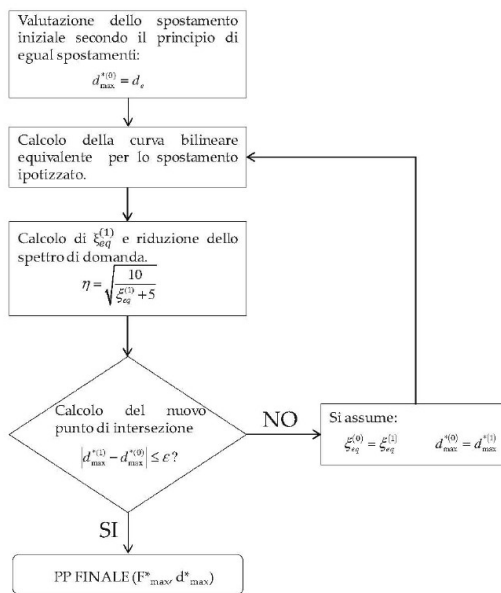 Valutazione dello spostamento
iniziale secondo il principio di
egual spostamenti:
d*(0)max = de
Calcolo della curva bilineare
equivalente per lo spostamento
ipotizzato.
Calcolo di ξ(1)eq e riduzione dello
spettro di domanda.
η = √(10 / (ξ(1)eq + 5))
Calcolo del nuovo
punto di intersezione
|d*(1)max − d*(0)max| ≤ ε?
NO
Si assume:
ξ(0)eq = ξ(1)eq d*(0)max = d*(1)max
SI
PP FINALE (F*max, d*max)